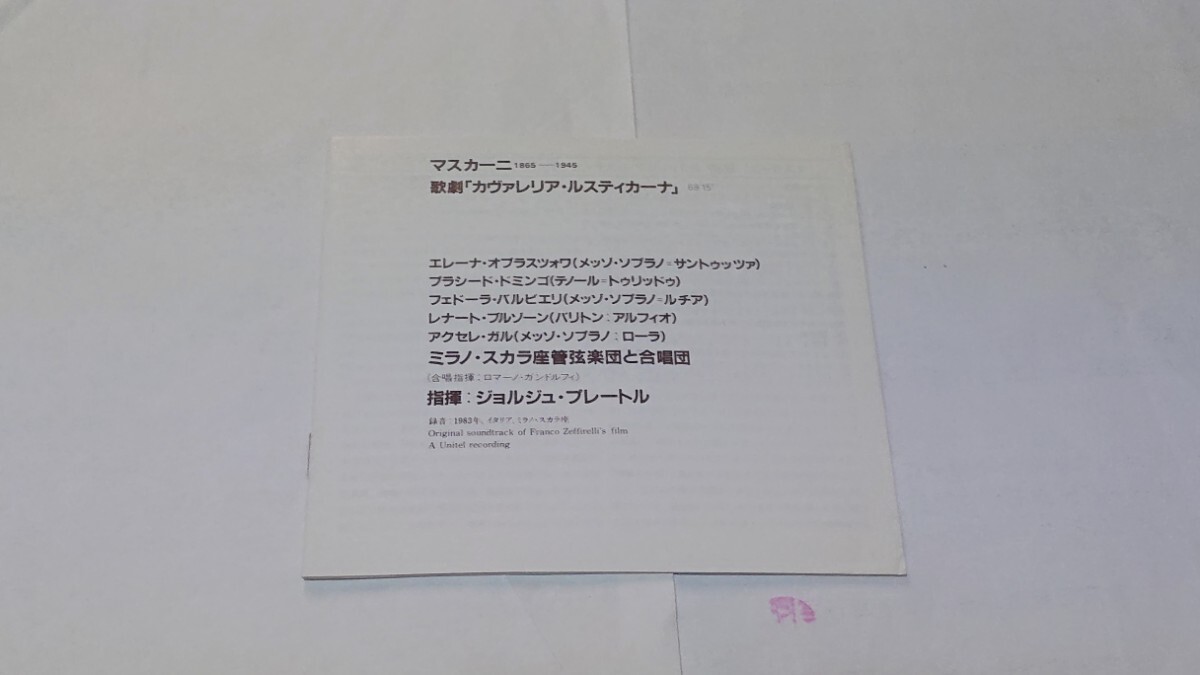 マスカーニ 1865—1945
歌劇「カヴァレリア・ルスティカーナ」
エレーナ・オブラスツォワ(メッゾ・ソプラノ=サントゥッツァ)
プラシード・ドミンゴ(テノール=トゥリッドゥ)
フェドーラ・バルビエリ(メッゾ・ソプラノ=ルチア)
レナート・ブルソーン(バリトン:アルフィオ)
アクセレ・ガル(メッゾ・ソプラノ:ローラ)
ミラノ・スカラ座管弦楽団と合唱団
(合唱指揮:ロマーノ・ガンドルフィ)
指揮:ジョルジュ・プレートル
録音:1983年、イタリア、ミラノ・スカラ座
Original soundtrack of Franco Zeffirelli's film
A Unitel recording